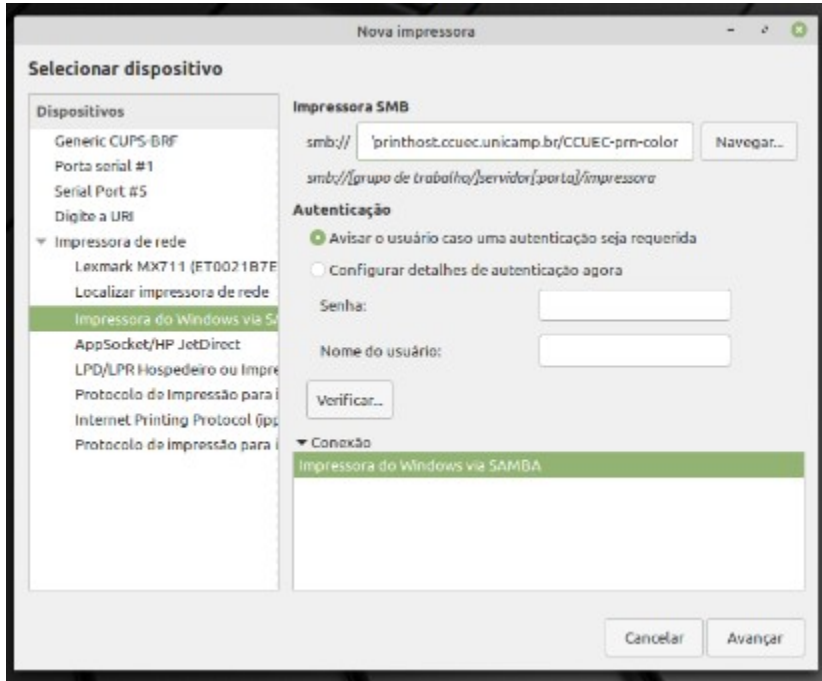 Nova impressora
Selecionar dispositivo
Dispositivos
Generic CUPS-BRF
Porta serial #1
Serial Port #5
Digite a URI
Impressora de rede
Lexmark MX711 (ET0021B7E
Localizar impressora de rede
Impressora do Windows via SA
AppSocket/HP JetDirect
LPD/LPR Hospedeiro ou Impre
Protocolo de Impressão para i
Internet Printing Protocol (ipp
Protocolo de impressão para i
Impressora SMB
smb:// 'printhost.ccuec.unicamp.br/CCUEC-prn-color Navegar...
smb://[grupo de trabalho/]servidor[:porta]/impressora
Autenticação
Avisar o usuário caso uma autenticação seja requerida
Configurar detalhes de autenticação agora
Senha:
Nome do usuário:
Verificar...
Conexão
Impressora do Windows via SAMBA
Cancelar Avançar